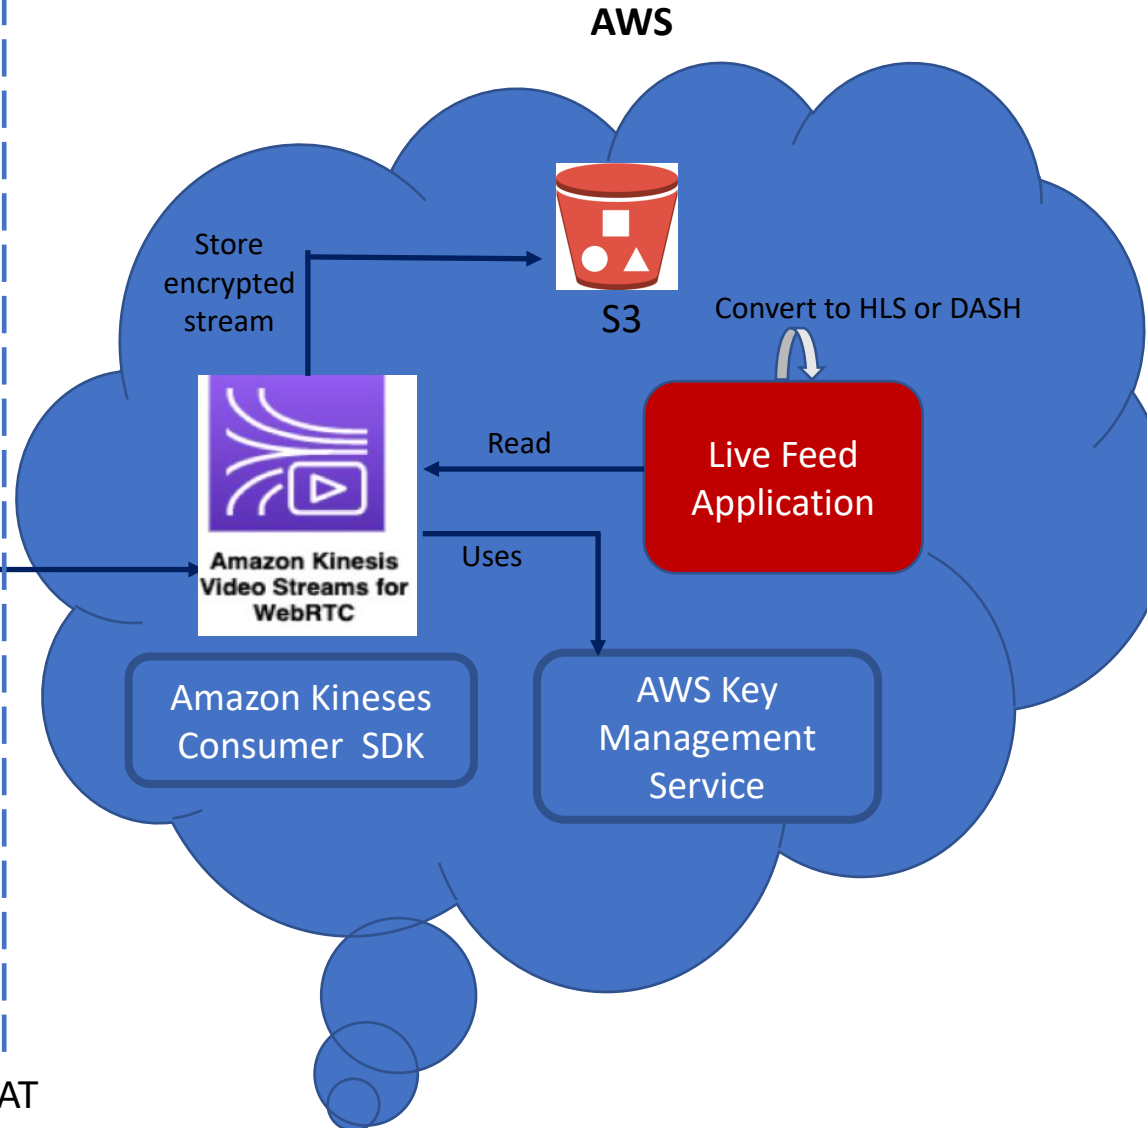 AWS
Store
encrypted
stream
S3
Convert to HLS or DASH
Read
Live Feed
Application
Uses
Amazon Kinesis
Video Streams for
WebRTC
Amazon Kineses
Consumer SDK
AWS Key
Management
Service
AT